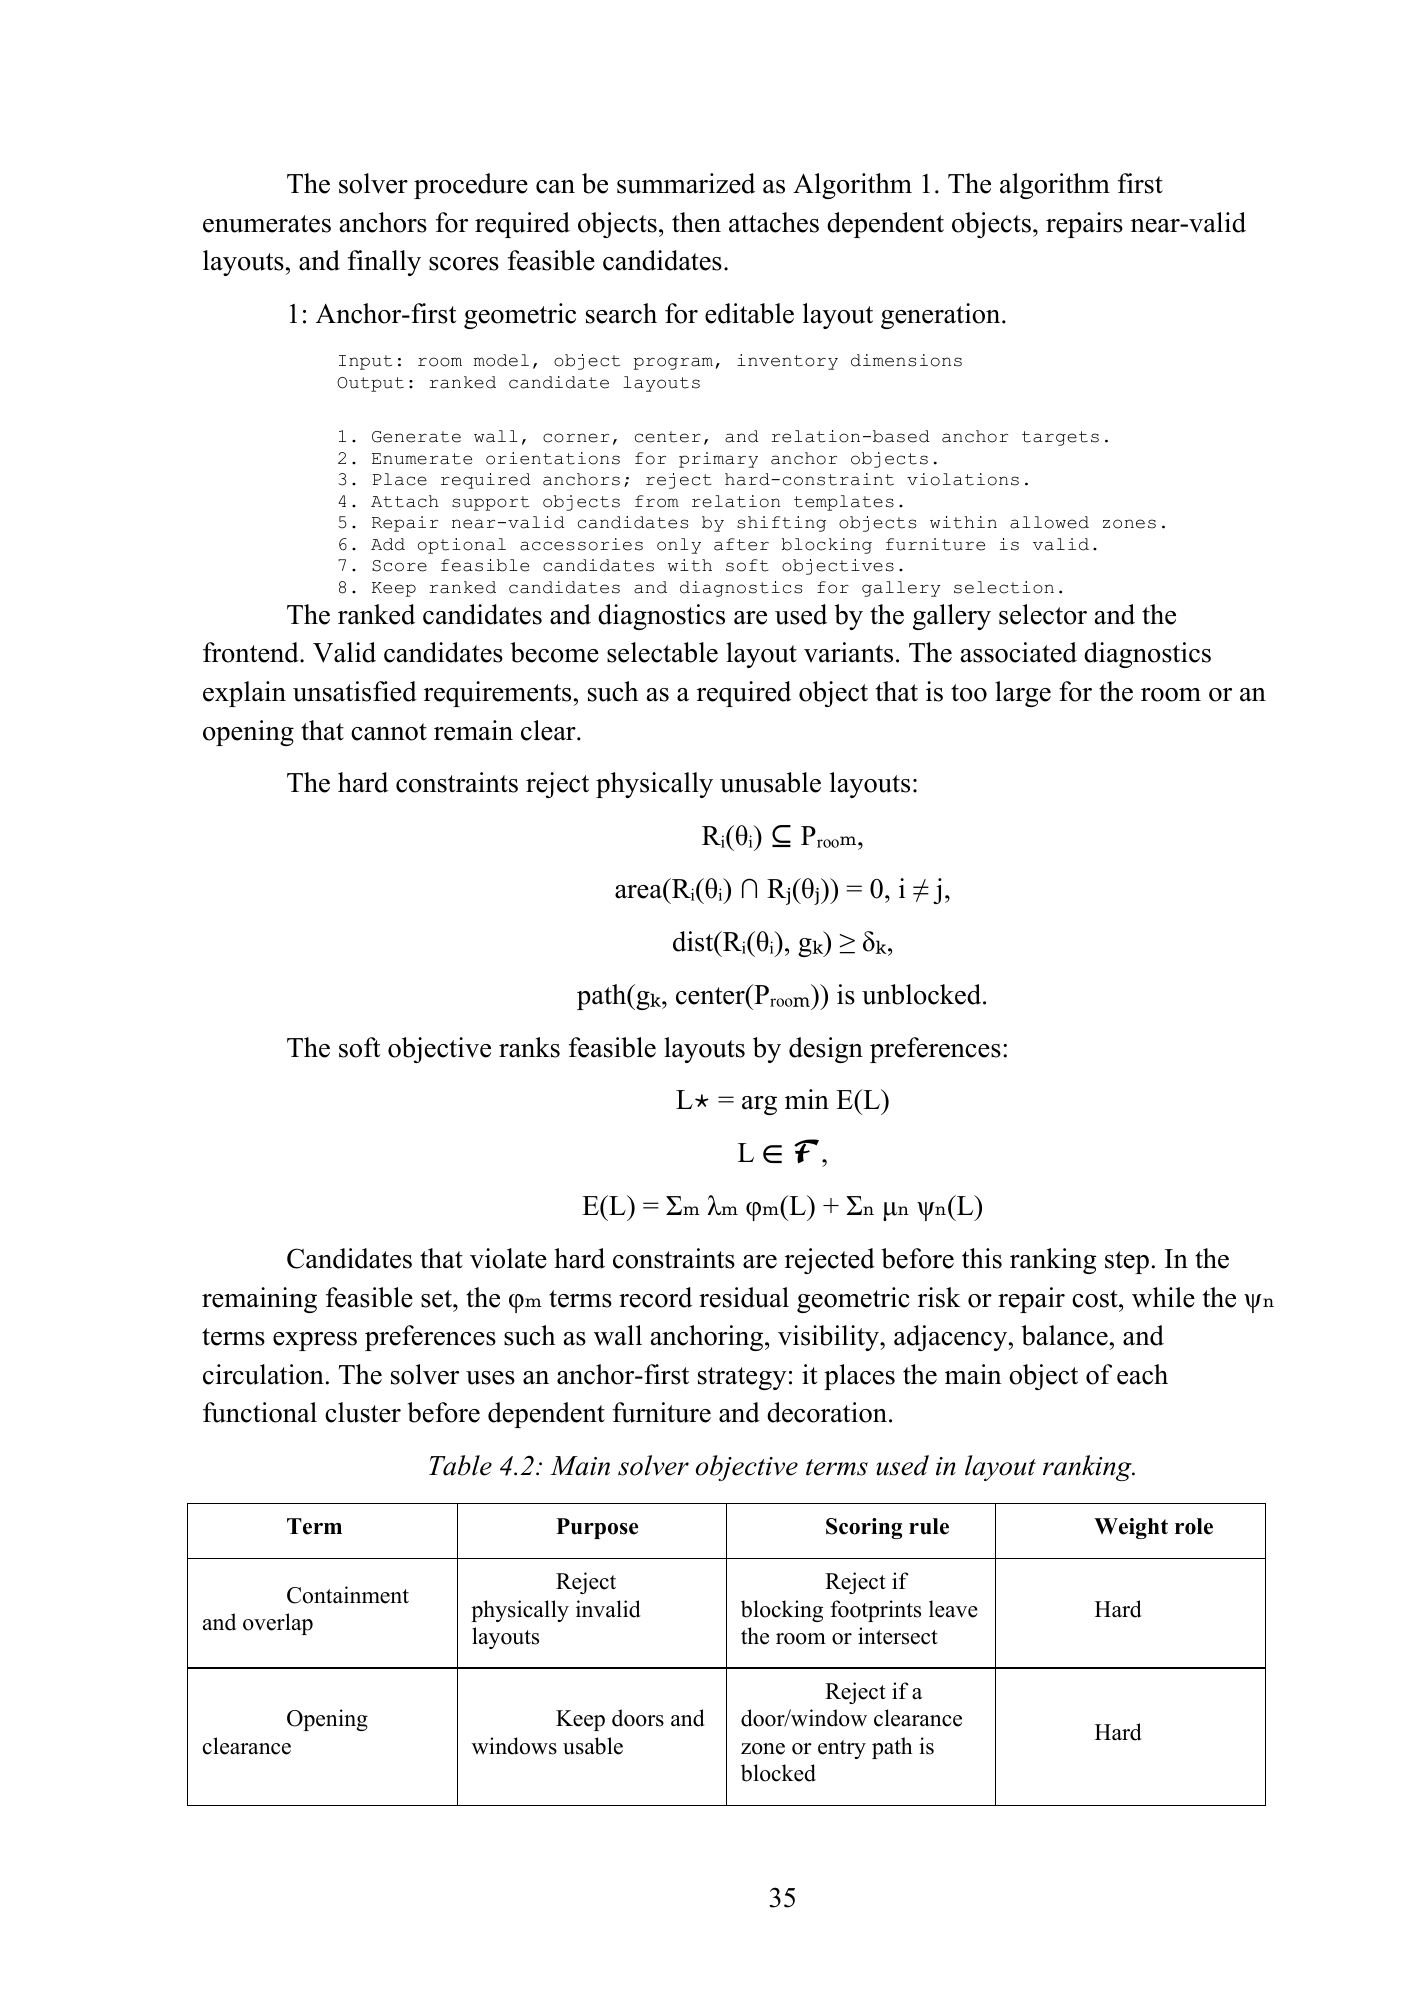 The solver procedure can be summarized as Algorithm 1. The algorithm first
enumerates anchors for required objects, then attaches dependent objects, repairs near-valid
layouts, and finally scores feasible candidates.
1: Anchor-first geometric search for editable layout generation.
Input: room model, object program, inventory dimensions
Output: ranked candidate layouts
1. Generate wall, corner, center, and relation-based anchor targets.
2. Enumerate orientations for primary anchor objects.
3. Place required anchors; reject hard-constraint violations.
4. Attach support objects from relation templates.
5. Repair near-valid candidates by shifting objects within allowed zones.
6. Add optional accessories only after blocking furniture is valid.
7. Score feasible candidates with soft objectives.
8. Keep ranked candidates and diagnostics for gallery selection.
The ranked candidates and diagnostics are used by the gallery selector and the
frontend. Valid candidates become selectable layout variants. The associated diagnostics
explain unsatisfied requirements, such as a required object that is too large for the room or an
opening that cannot remain clear.
The hard constraints reject physically unusable layouts:
Rᵢ(θᵢ) ⊆ Pᵣₒₒₘ,
area(Rᵢ(θᵢ) ∩ Rⱼ(θⱼ)) = 0, i ≠ j,
dist(Rᵢ(θᵢ), gₖ) ≥ δₖ,
path(gₖ, center(Pᵣₒₒₘ)) is unblocked.
The soft objective ranks feasible layouts by design preferences:
L⋆ = arg min E(L)
L ∈ 𝓕,
E(L) = Σₘ λₘ φₘ(L) + Σₙ μₙ ψₙ(L)
Candidates that violate hard constraints are rejected before this ranking step. In the
remaining feasible set, the φₘ terms record residual geometric risk or repair cost, while the ψₙ
terms express preferences such as wall anchoring, visibility, adjacency, balance, and
circulation. The solver uses an anchor-first strategy: it places the main object of each
functional cluster before dependent furniture and decoration.
Table 4.2: Main solver objective terms used in layout ranking.
Term Purpose Scoring rule Weight role
Containment
and overlap
Reject
physically invalid
layouts
Reject if
blocking footprints leave
the room or intersect
Hard
Opening
clearance
Keep doors and
windows usable
Reject if a
door/window clearance
zone or entry path is
blocked
Hard
35